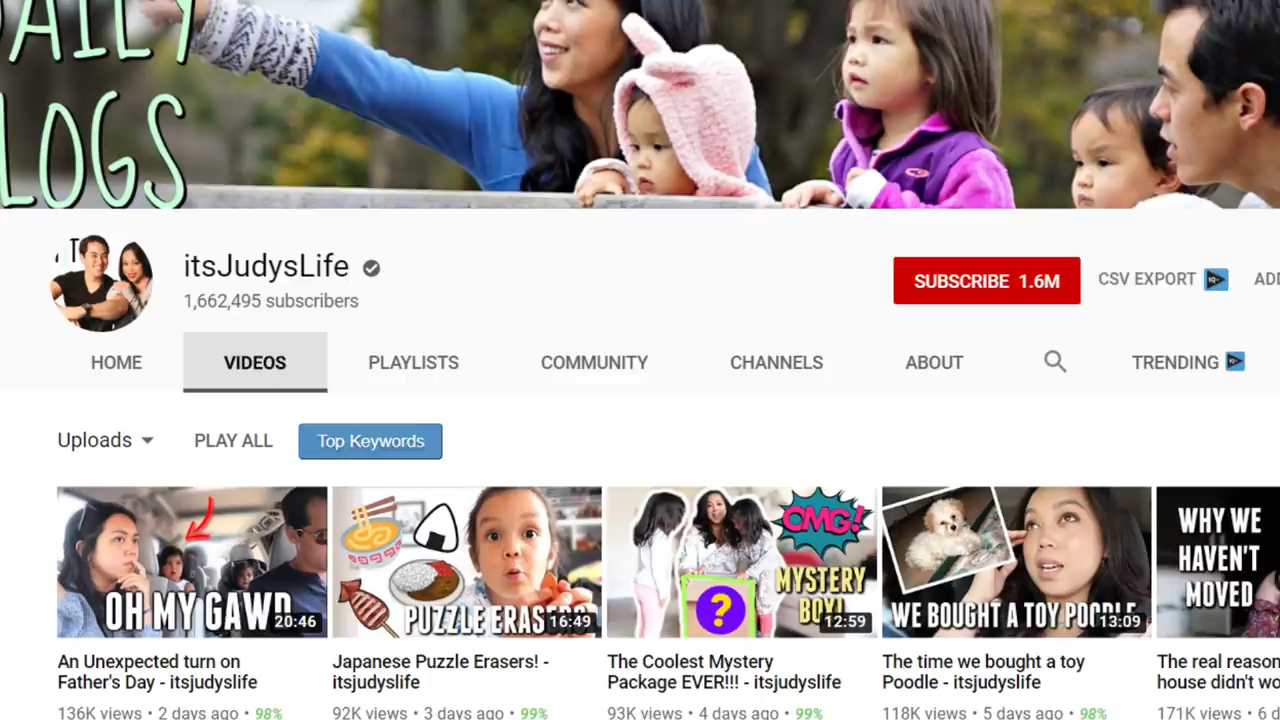 DAILY
LOGS
itsJudysLife
1,662,495 subscribers
SUBSCRIBE 1.6M
CSV EXPORT
HOME
VIDEOS
PLAYLISTS
COMMUNITY
CHANNELS
ABOUT
TRENDING
Uploads
PLAY ALL
Top Keywords
OH MY GAWD
20:46
PUZZLE ERASERS
16:49
OMG!
MYSTERY
BOX!
?
12:59
WE BOUGHT A TOY POODLE
13:09
WHY WE
HAVEN'T
MOVED
An Unexpected turn on
Father's Day - itsjudyslife
136K views • 2 days ago • 98%
Japanese Puzzle Erasers! -
itsjudyslife
92K views • 3 days ago • 99%
The Coolest Mystery
Package EVER!!! - itsjudyslife
93K views • 4 days ago • 99%
The time we bought a toy
Poodle - itsjudyslife
118K views • 5 days ago • 98%
The real reason
house didn't wo
171K views • 6 d